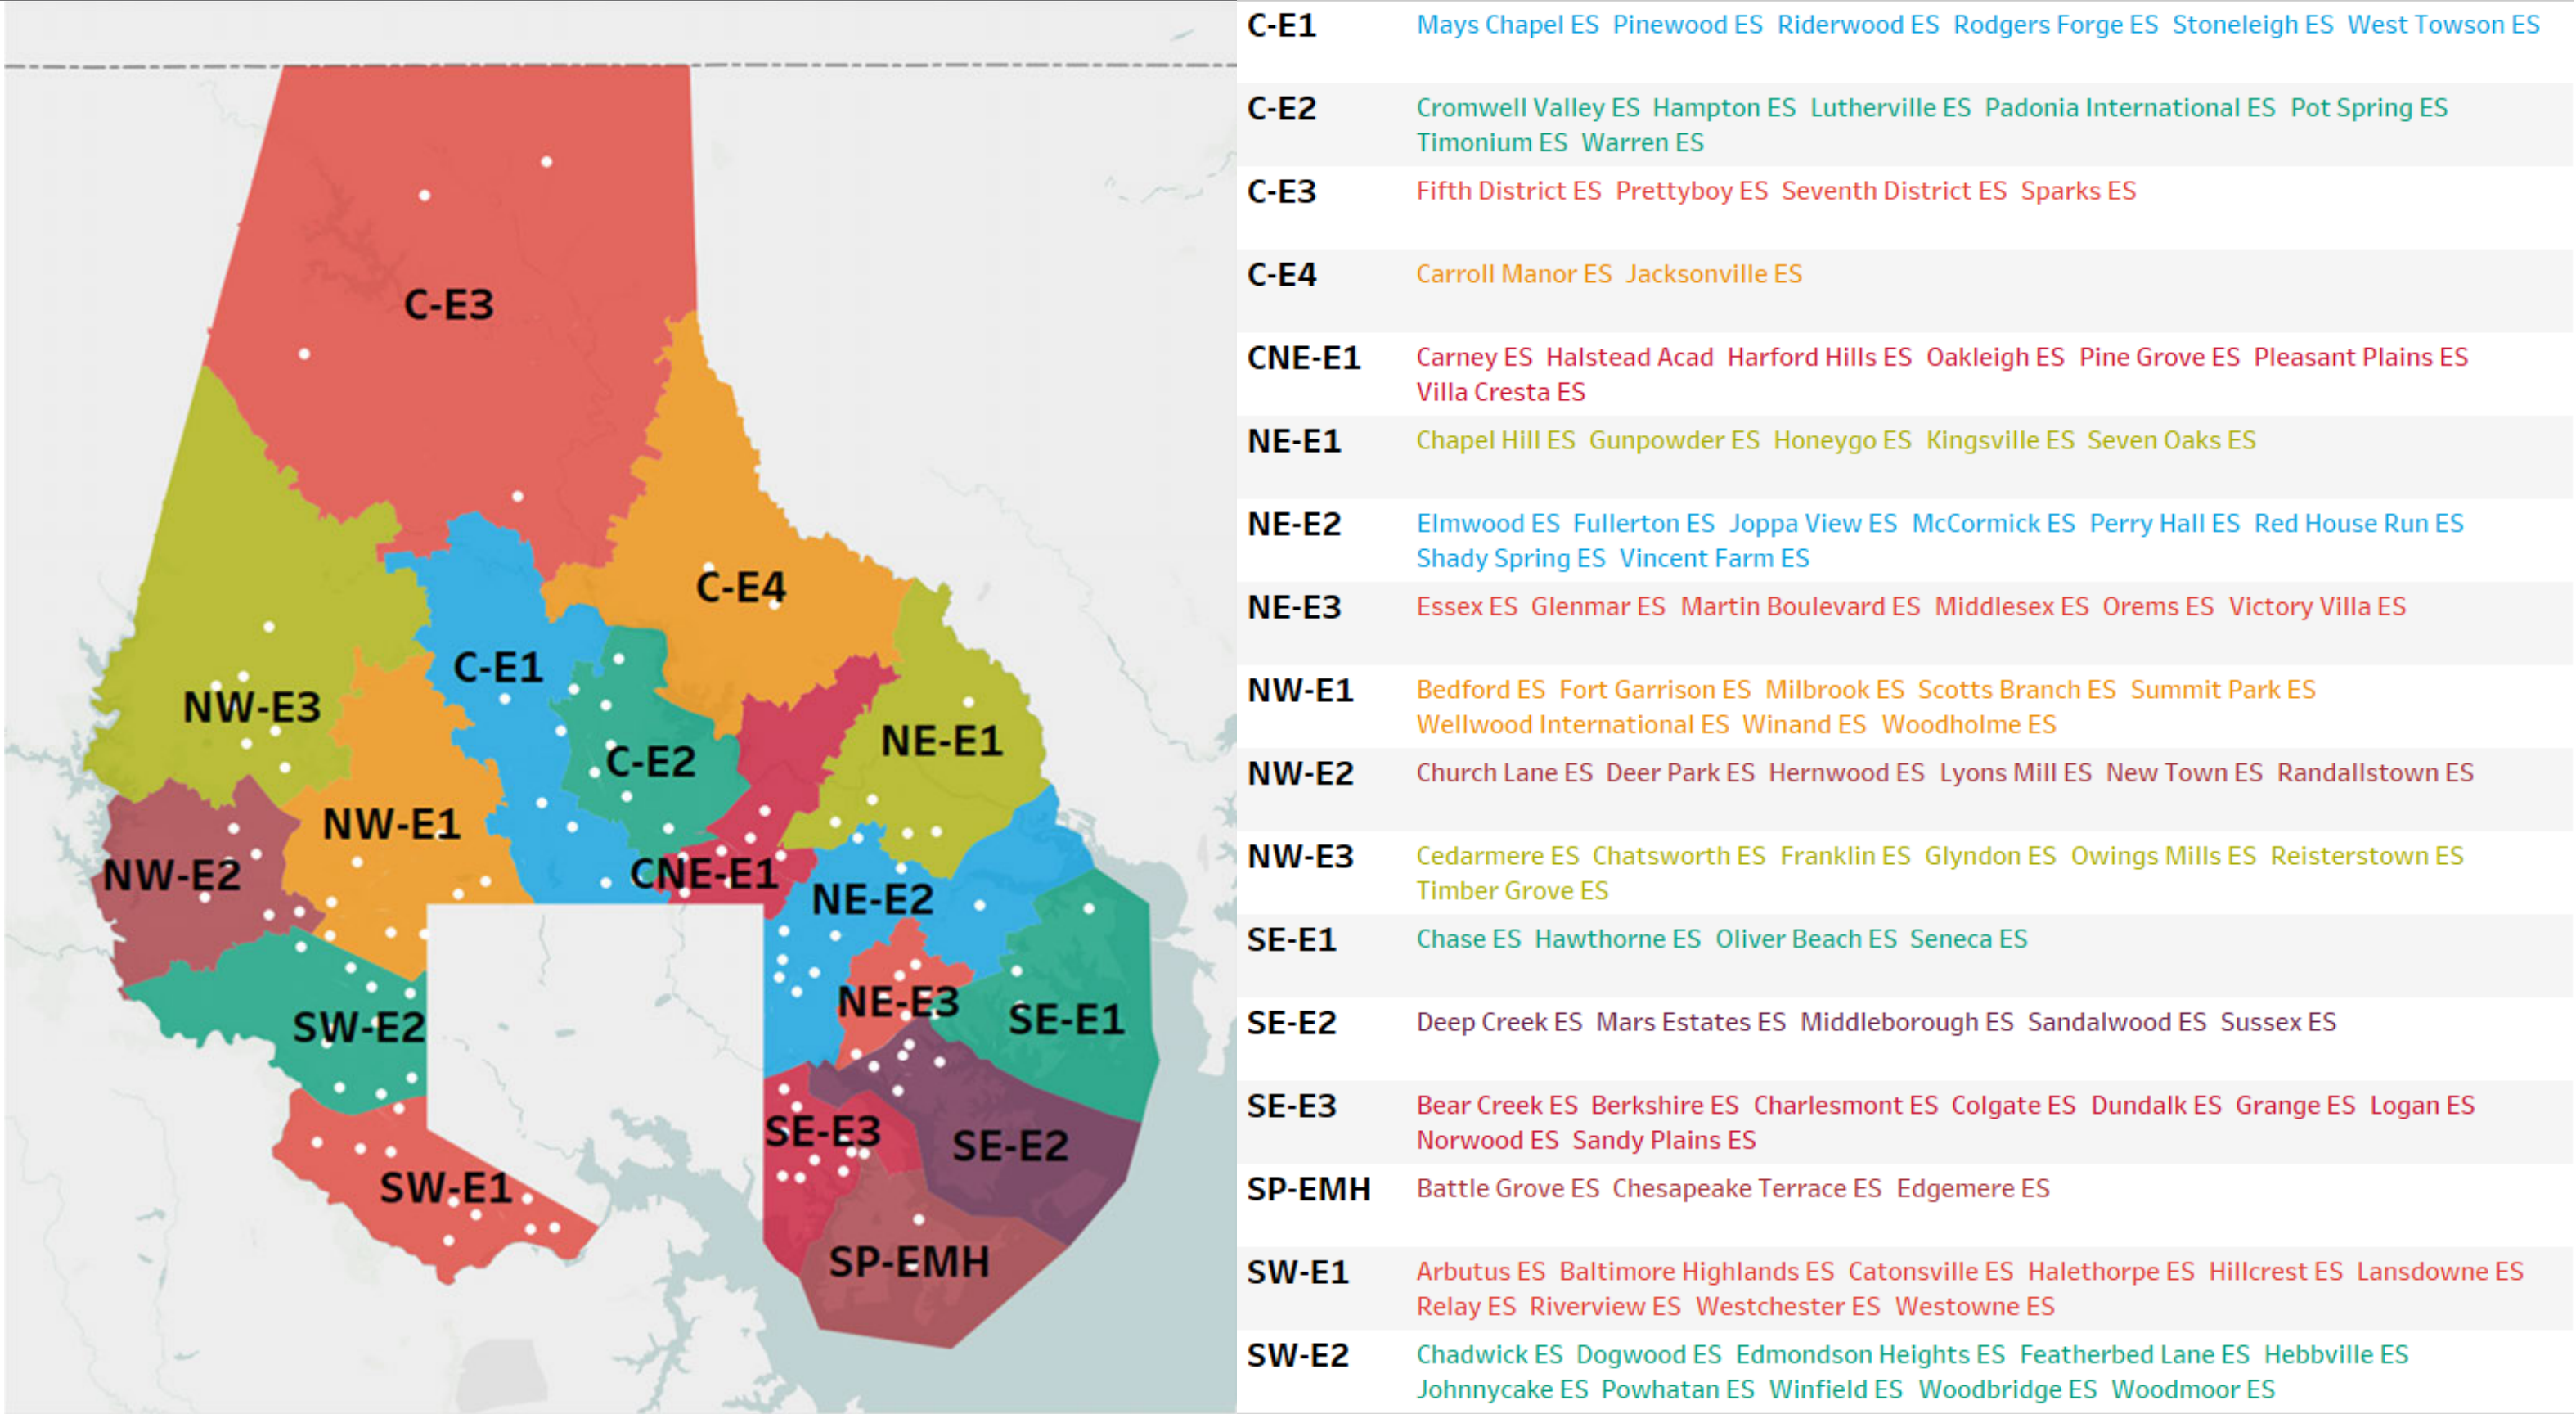 C-E3
C-E4
C-E1
NW-E3
C-E2
NE-E1
NW-E1
NW-E2
CNE-E1
NE-E2
NE-E3
SE-E1
SW-E2
SE-E3
SE-E2
SW-E1
SP-EMH
C-E1 Mays Chapel ES Pinewood ES Riderwood ES Rodgers Forge ES Stoneleigh ES West Towson ES
C-E2 Cromwell Valley ES Hampton ES Lutherville ES Padonia International ES Pot Spring ES
Timonium ES Warren ES
C-E3 Fifth District ES Prettyboy ES Seventh District ES Sparks ES
C-E4 Carroll Manor ES Jacksonville ES
CNE-E1 Carney ES Halstead Acad Harford Hills ES Oakleigh ES Pine Grove ES Pleasant Plains ES
Villa Cresta ES
NE-E1 Chapel Hill ES Gunpowder ES Honeygo ES Kingsville ES Seven Oaks ES
NE-E2 Elmwood ES Fullerton ES Joppa View ES McCormick ES Perry Hall ES Red House Run ES
Shady Spring ES Vincent Farm ES
NE-E3 Essex ES Glenmar ES Martin Boulevard ES Middlesex ES Orems ES Victory Villa ES
NW-E1 Bedford ES Fort Garrison ES Milbrook ES Scotts Branch ES Summit Park ES
Wellwood International ES Winand ES Woodholme ES
NW-E2 Church Lane ES Deer Park ES Hernwood ES Lyons Mill ES New Town ES Randallstown ES
NW-E3 Cedarmere ES Chatsworth ES Franklin ES Glyndon ES Owings Mills ES Reisterstown ES
Timber Grove ES
SE-E1 Chase ES Hawthorne ES Oliver Beach ES Seneca ES
SE-E2 Deep Creek ES Mars Estates ES Middleborough ES Sandalwood ES Sussex ES
SE-E3 Bear Creek ES Berkshire ES Charlesmont ES Colgate ES Dundalk ES Grange ES Logan ES
Norwood ES Sandy Plains ES
SP-EMH Battle Grove ES Chesapeake Terrace ES Edgemere ES
SW-E1 Arbutus ES Baltimore Highlands ES Catonsville ES Halethorpe ES Hillcrest ES Lansdowne ES
Relay ES Riverview ES Westchester ES Westowne ES
SW-E2 Chadwick ES Dogwood ES Edmondson Heights ES Featherbed Lane ES Hebbville ES
Johnnycake ES Powhatan ES Winfield ES Woodbridge ES Woodmoor ES